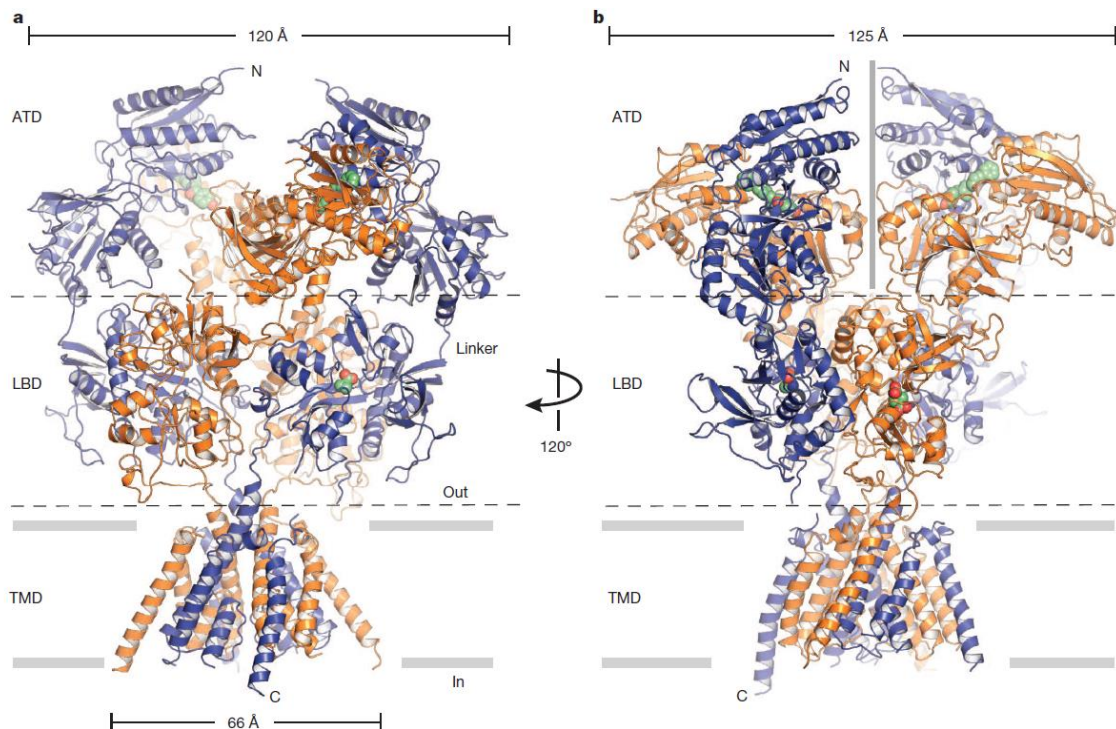 a
120 Å
N
ATD
Linker
LBD
Out
TMD
In
C
66 Å
120°
b
125 Å
N
ATD
LBD
TMD
C